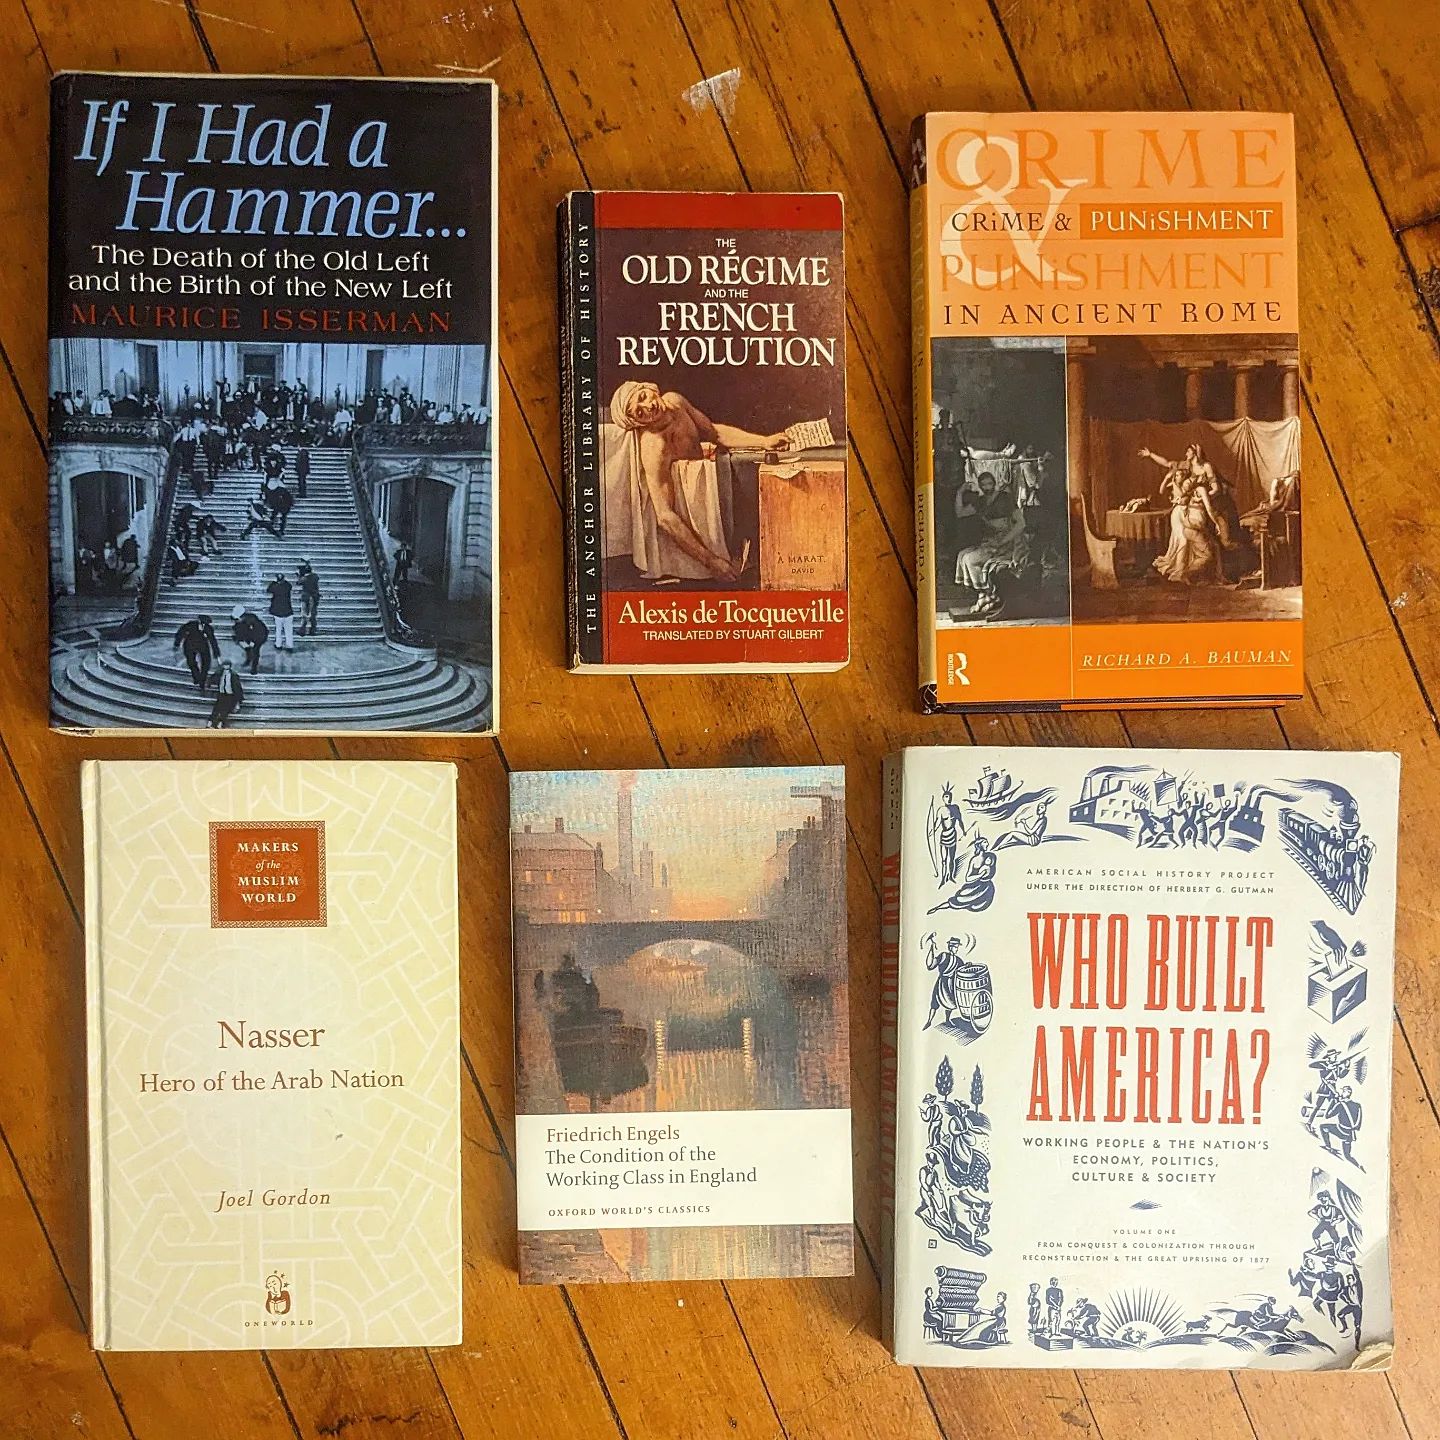 If I Had a
Hammer...
The Death of the Old Left
and the Birth of the New Left
MAURICE ISSERMAN
THE ANCHOR LIBRARY OF HISTORY
THE
OLD RÉGIME
AND THE
FRENCH
REVOLUTION
À MARAT.
DAVID
Alexis de Tocqueville
TRANSLATED BY STUART GILBERT
CRIME
&
CRiME & PUNiSHMENT
PUNiSHMENT
IN ANCIENT ROME
RICHARD A.
ROUTLEDGE
RICHARD A. BAUMAN
MAKERS
of the
MUSLIM
WORLD
Nasser
Hero of the Arab Nation
Joel Gordon
ONEWORLD
Friedrich Engels
The Condition of the
Working Class in England
OXFORD WORLD'S CLASSICS
AMERICAN SOCIAL HISTORY PROJECT
UNDER THE DIRECTION OF HERBERT G. GUTMAN
WHO BUILT
AMERICA?
WORKING PEOPLE & THE NATION'S
ECONOMY, POLITICS,
CULTURE & SOCIETY
VOLUME ONE
FROM CONQUEST & COLONIZATION THROUGH
RECONSTRUCTION & THE GREAT UPRISING OF 1877